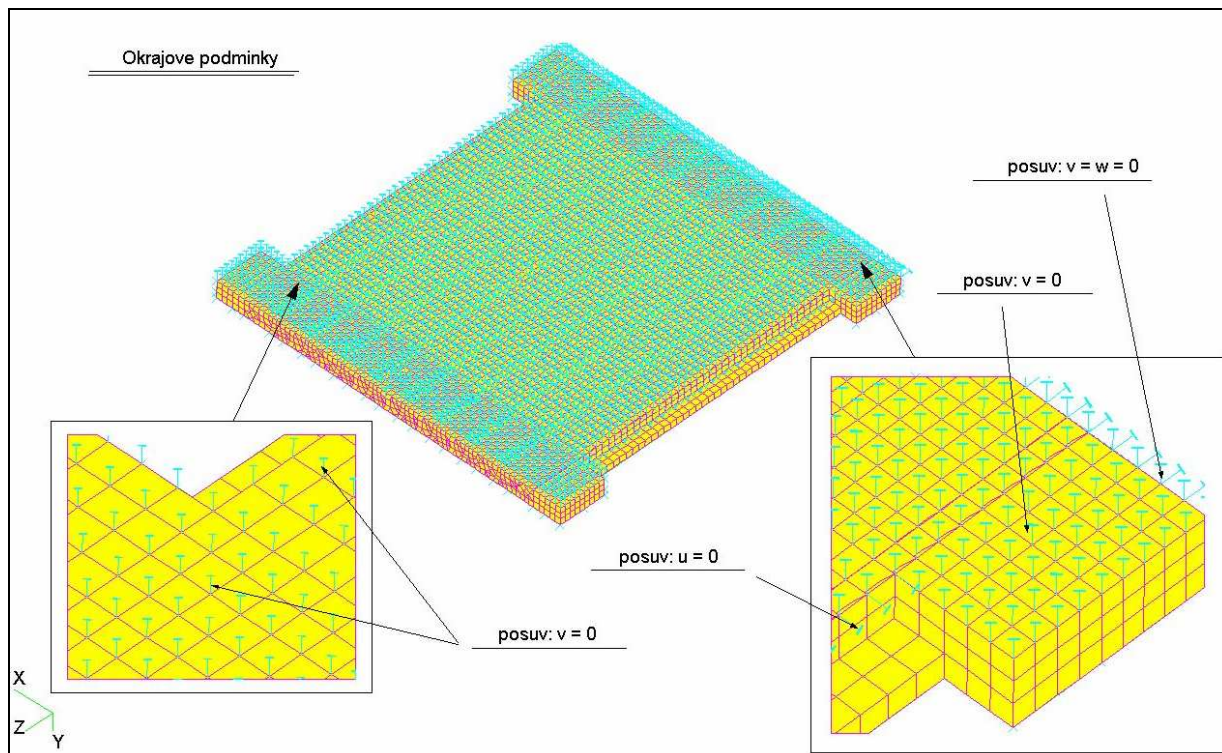 Okrajove podminky
posuv: v = w = 0
posuv: v = 0
posuv: u = 0
posuv: v = 0
X
Z
Y